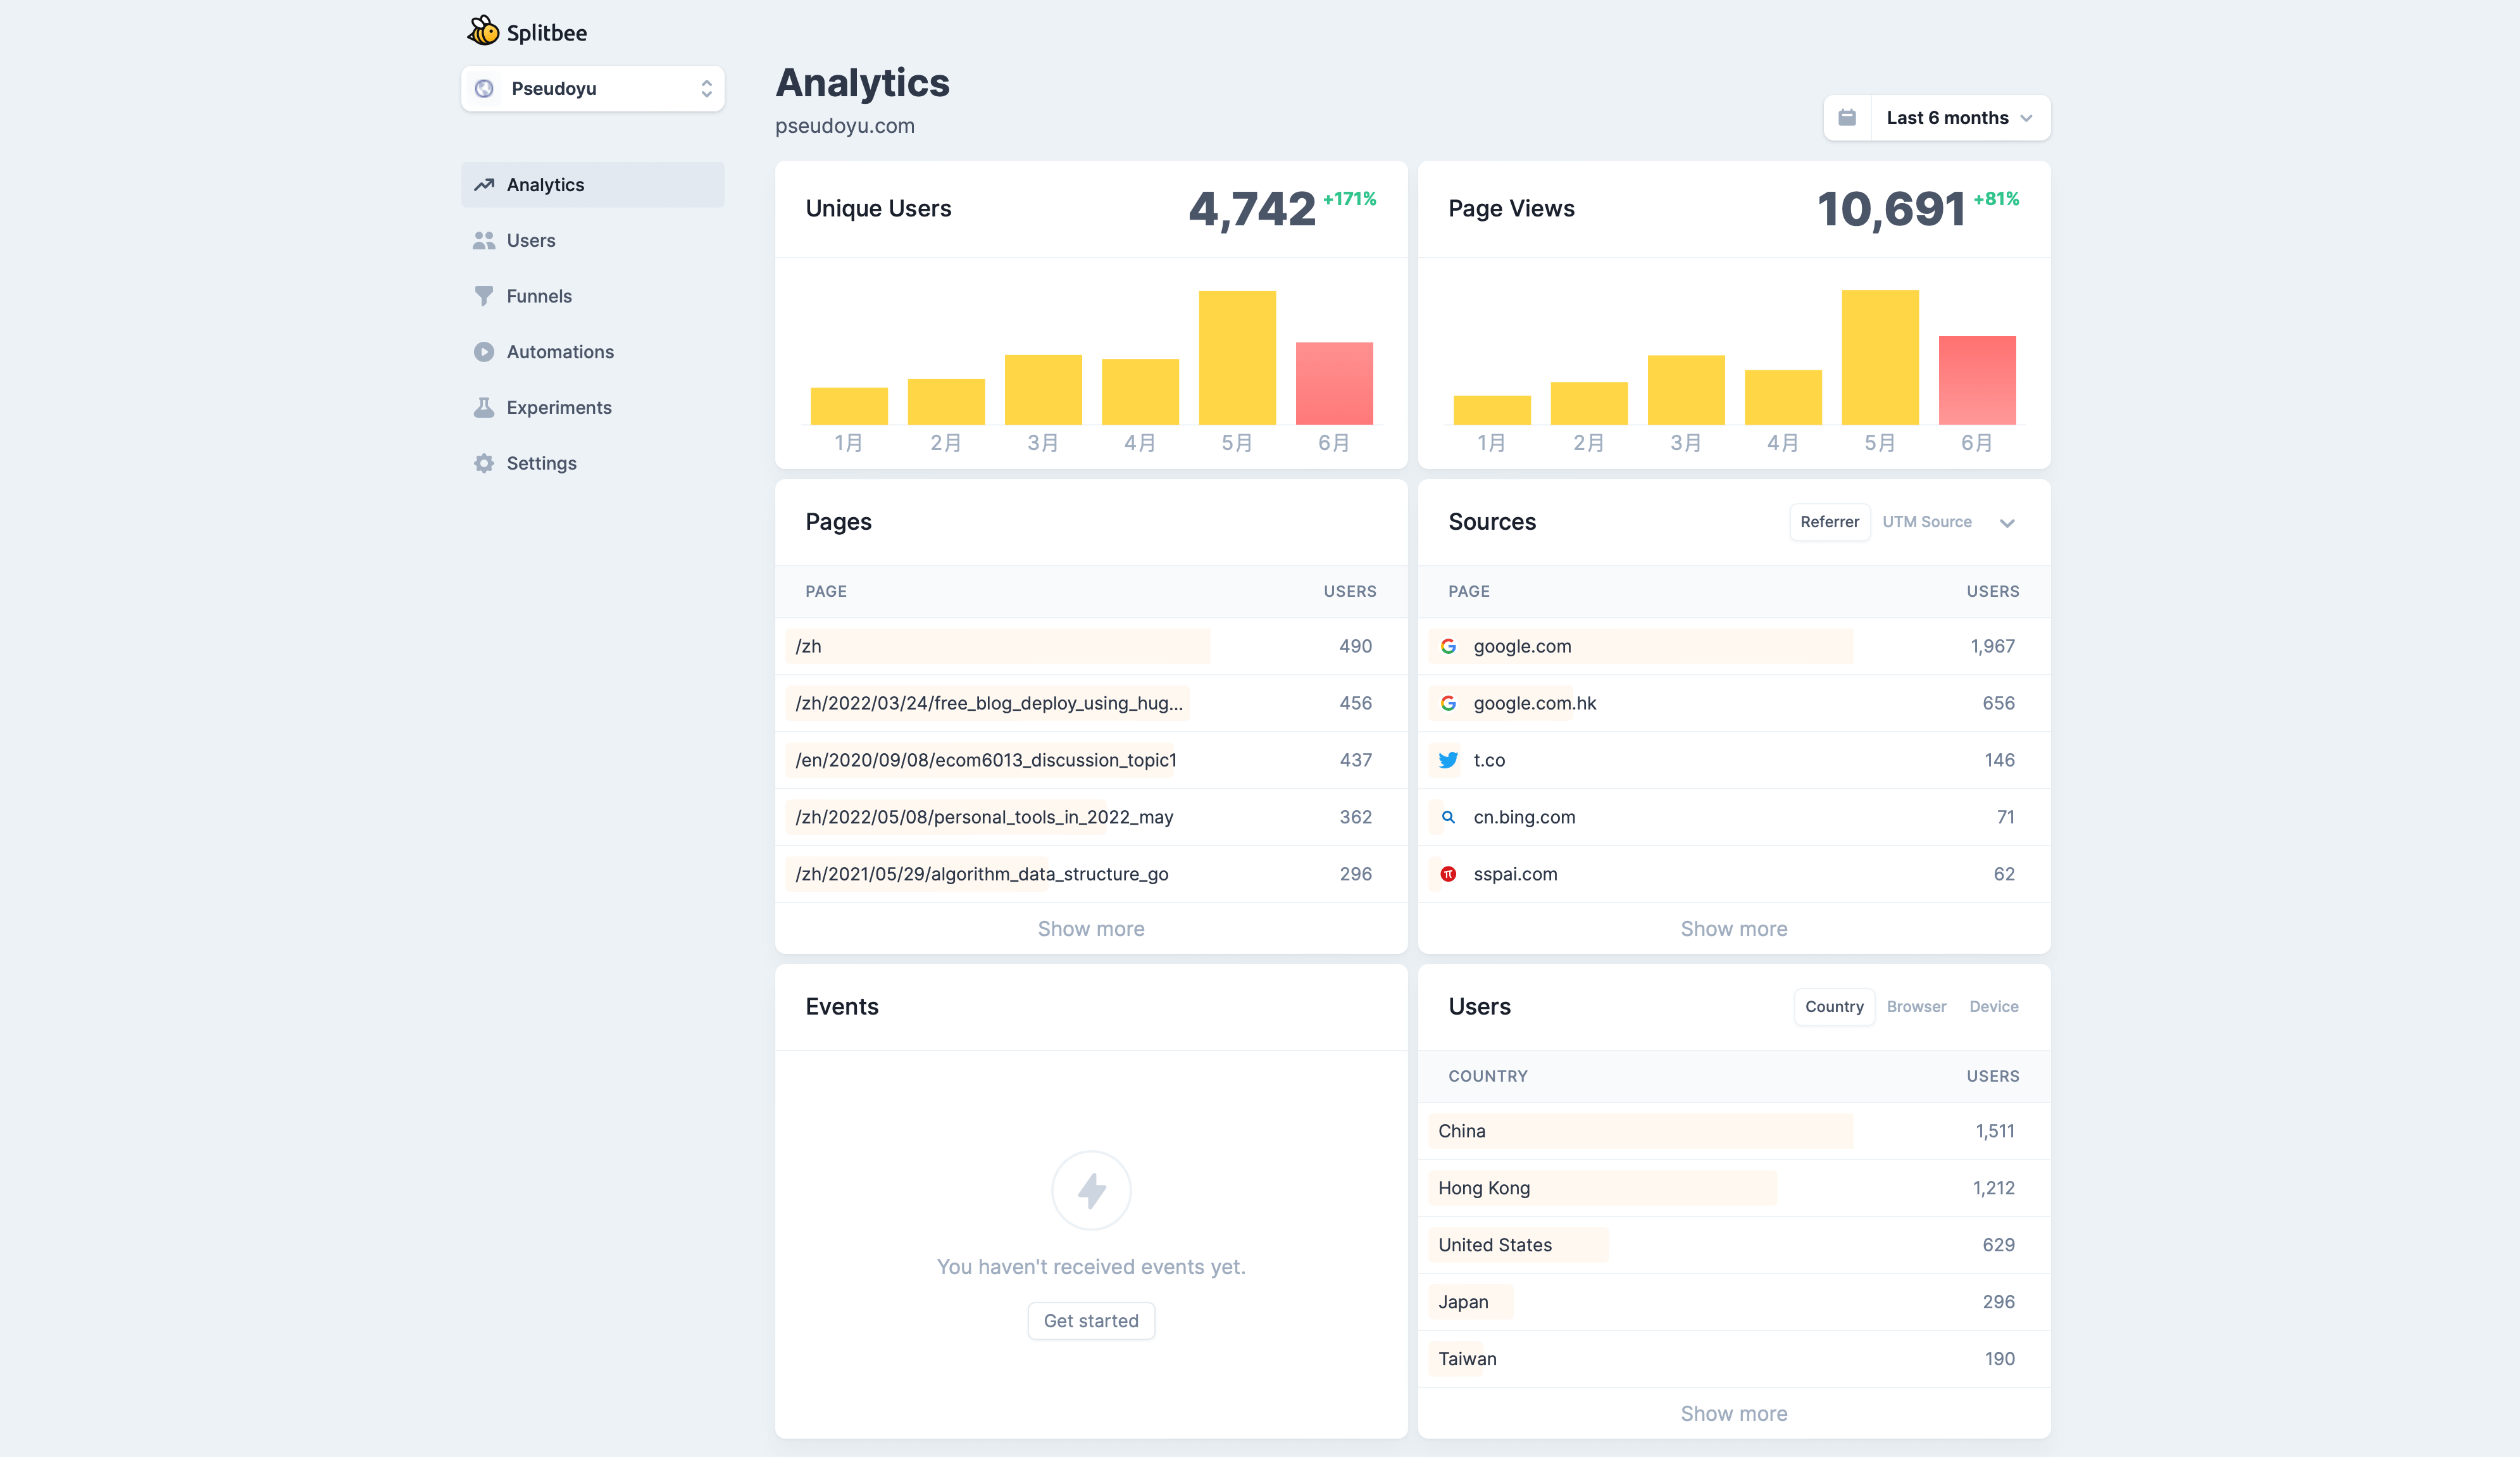 Splitbee
Pseudoyu
Analytics
Users
Funnels
Automations
Experiments
Settings
Analytics
pseudoyu.com
Last 6 months
Unique Users 4,742 +171%
1月 2月 3月 4月 5月 6月
Page Views 10,691 +81%
1月 2月 3月 4月 5月 6月
Pages
PAGE USERS
/zh 490
/zh/2022/03/24/free_blog_deploy_using_hug... 456
/en/2020/09/08/ecom6013_discussion_topic1 437
/zh/2022/05/08/personal_tools_in_2022_may 362
/zh/2021/05/29/algorithm_data_structure_go 296
Show more
Sources Referrer UTM Source
PAGE USERS
google.com 1,967
google.com.hk 656
t.co 146
cn.bing.com 71
sspai.com 62
Show more
Events
You haven't received events yet.
Get started
Users Country Browser Device
COUNTRY USERS
China 1,511
Hong Kong 1,212
United States 629
Japan 296
Taiwan 190
Show more